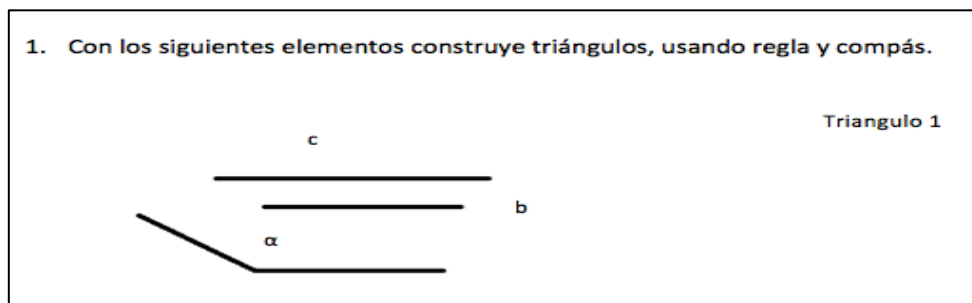 1. Con los siguientes elementos construye triángulos, usando regla y compás.
Triangulo 1
c
b
α